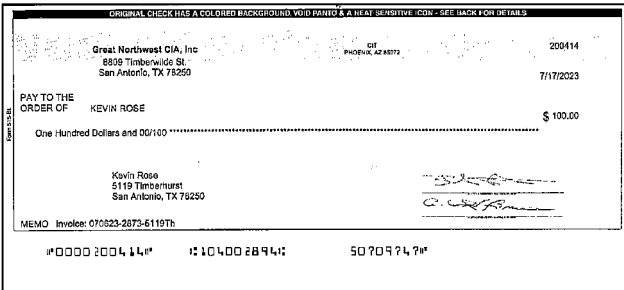 ORIGINAL CHECK HAS A COLORED BACKGROUND, VOID PANTO & A HEAT SENSITIVE ICON - SEE BACK FOR DETAILS
Great Northwest CIA, Inc
6809 Timberwilde St.
San Antonio, TX 78250
CIT
PHOENIX, AZ 85072
200414
7/17/2023
PAY TO THE
ORDER OF KEVIN ROSE
$ 100.00
One Hundred Dollars and 00/100
Kevin Rose
5119 Timberhurst
San Antonio, TX 78250
MEMO Invoice: 070623-2873-5119Th
⑈0000200414⑈ ⑆104002894⑆ 50709747⑈